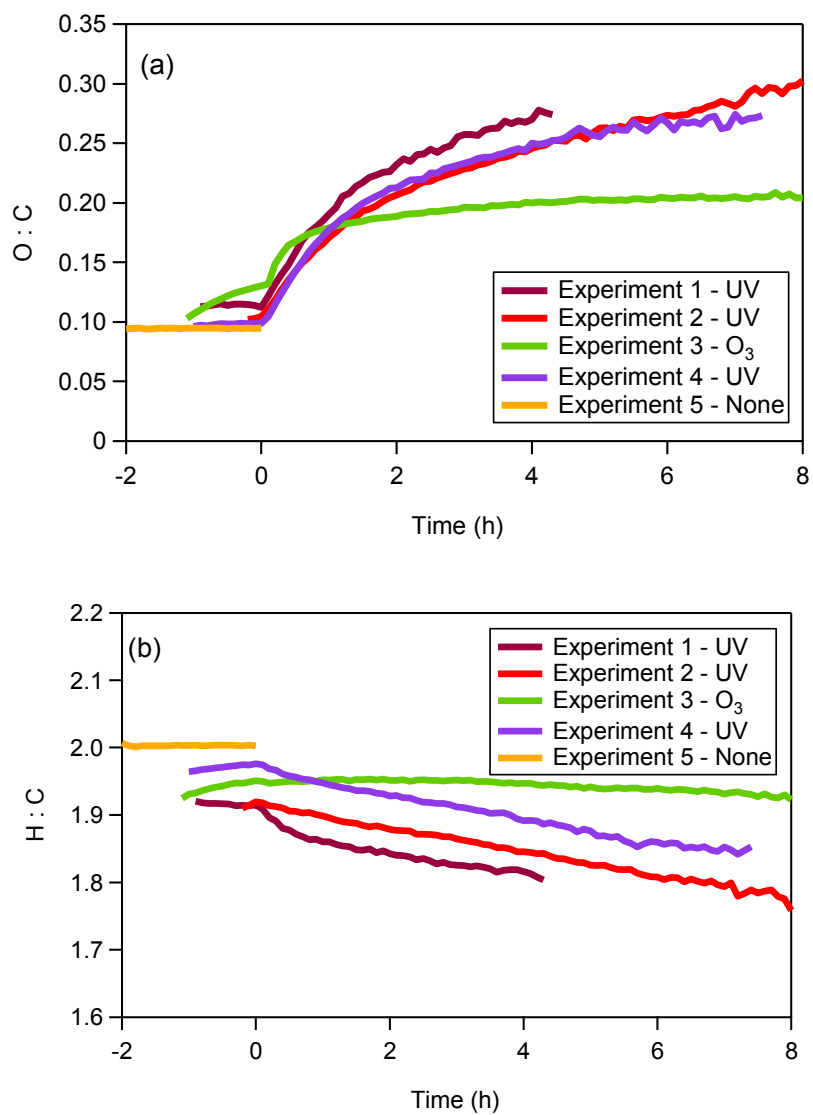 0.35
(a)
0.30
0.25
0.20
O : C
0.15
Experiment 1 - UV
0.10
Experiment 2 - UV
Experiment 3 - O₃
0.05
Experiment 4 - UV
Experiment 5 - None
0
-2 0 2 4 6 8
Time (h)
2.2
(b)
Experiment 1 - UV
Experiment 2 - UV
2.1
Experiment 3 - O₃
Experiment 4 - UV
2.0
Experiment 5 - None
1.9
H : C
1.8
1.7
1.6
-2 0 2 4 6 8
Time (h)